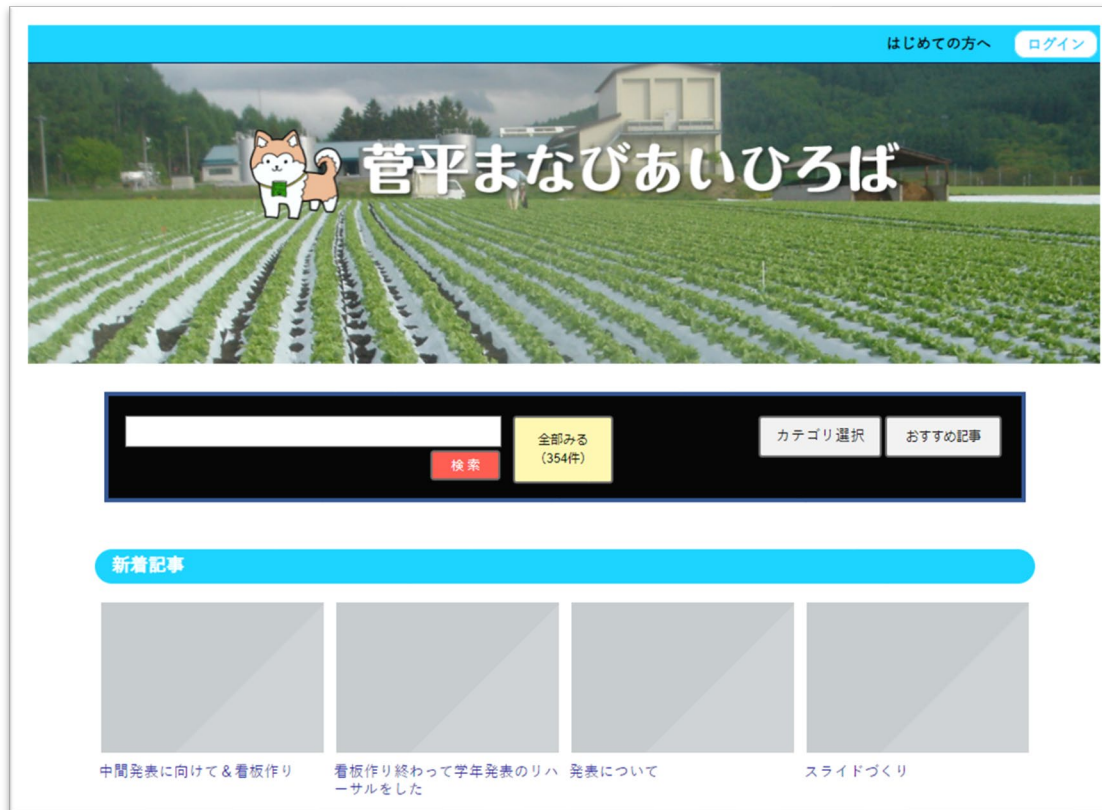 はじめての方へ ログイン
菅平まなびあいひろば
全部みる
(354件)
検索
カテゴリ選択 おすすめ記事
新着記事
中間発表に向けて&看板作り
看板作り終わって学年発表のリハ
ーサルをした
発表について
スライドづくり